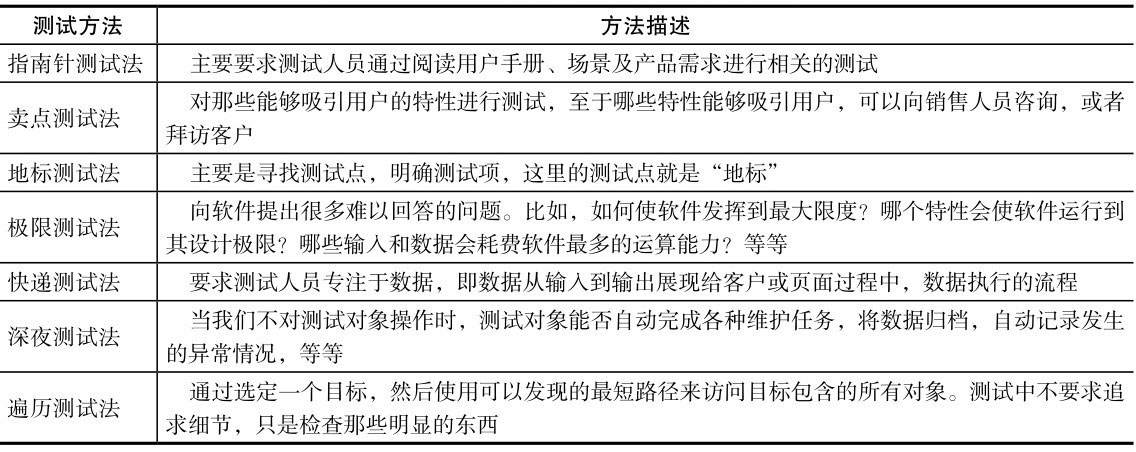 测试方法 方法描述
指南针测试法 主要要求测试人员通过阅读用户手册、场景及产品需求进行相关的测试
卖点测试法 对那些能够吸引用户的特性进行测试，至于哪些特性能够吸引用户，可以向销售人员咨询，或者
拜访客户
地标测试法 主要是寻找测试点，明确测试项，这里的测试点就是“地标”
极限测试法 向软件提出很多难以回答的问题。比如，如何使软件发挥到最大限度？哪个特性会使软件运行到
其设计极限？哪些输入和数据会耗费软件最多的运算能力？等等
快递测试法 要求测试人员专注于数据，即数据从输入到输出展现给客户或页面过程中，数据执行的流程
深夜测试法 当我们不对测试对象操作时，测试对象能否自动完成各种维护任务，将数据归档，自动记录发生
的异常情况，等等
遍历测试法 通过选定一个目标，然后使用可以发现的最短路径来访问目标包含的所有对象。测试中不要求追
求细节，只是检查那些明显的东西